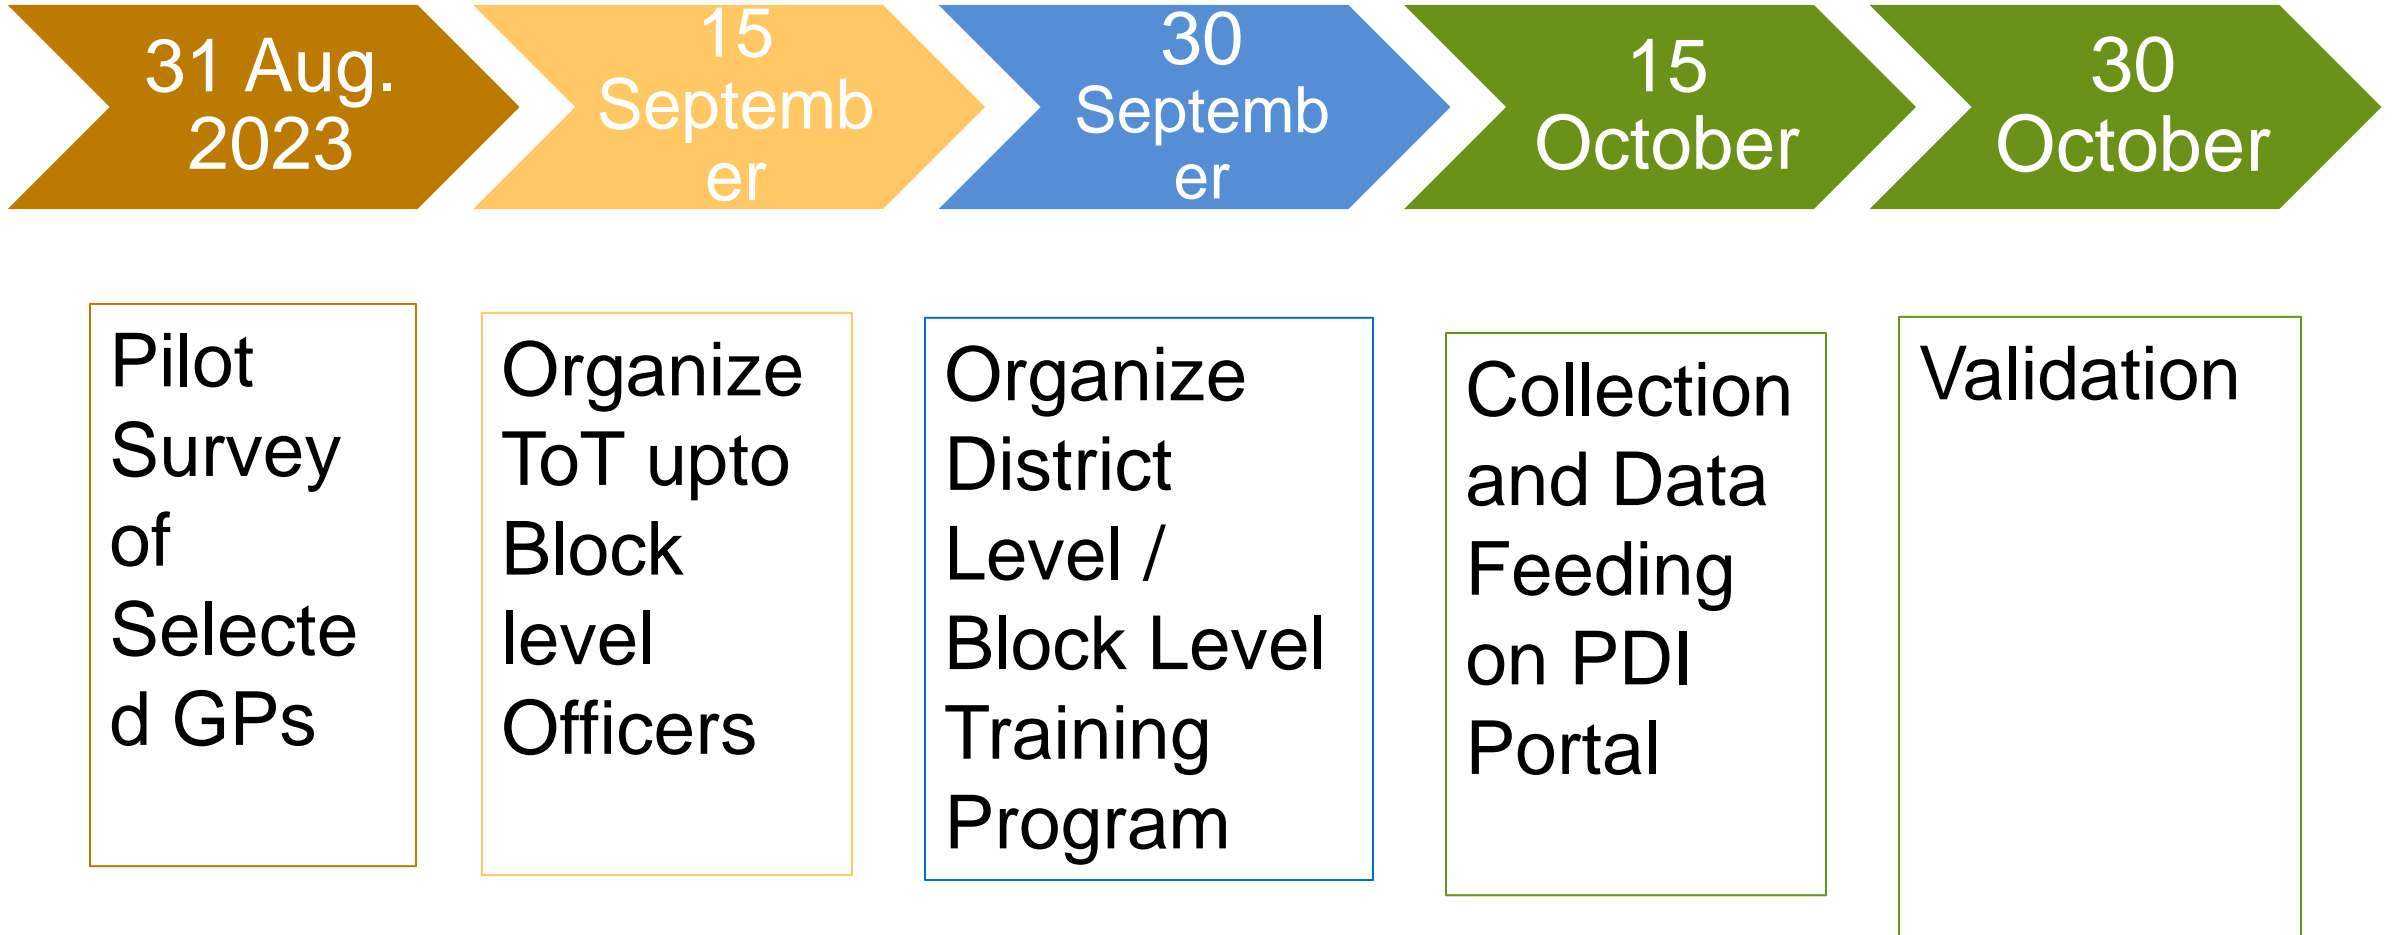 31 Aug.
2023
15
Septemb
er
30
Septemb
er
15
October
30
October
Pilot
Survey
of
Selecte
d GPs
Organize
ToT upto
Block
level
Officers
Organize
District
Level /
Block Level
Training
Program
Collection
and Data
Feeding
on PDI
Portal
Validation